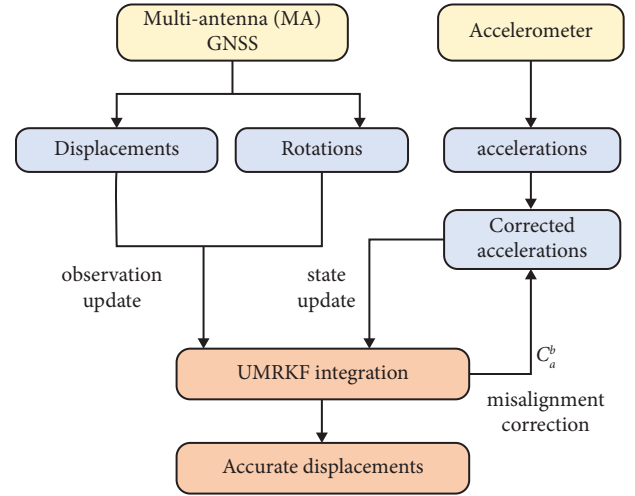 Multi-antenna (MA)
GNSS
Accelerometer
Displacements
Rotations
accelerations
Corrected
accelerations
observation
update
state
update
UMRKF integration
C_a^b
misalignment
correction
Accurate displacements